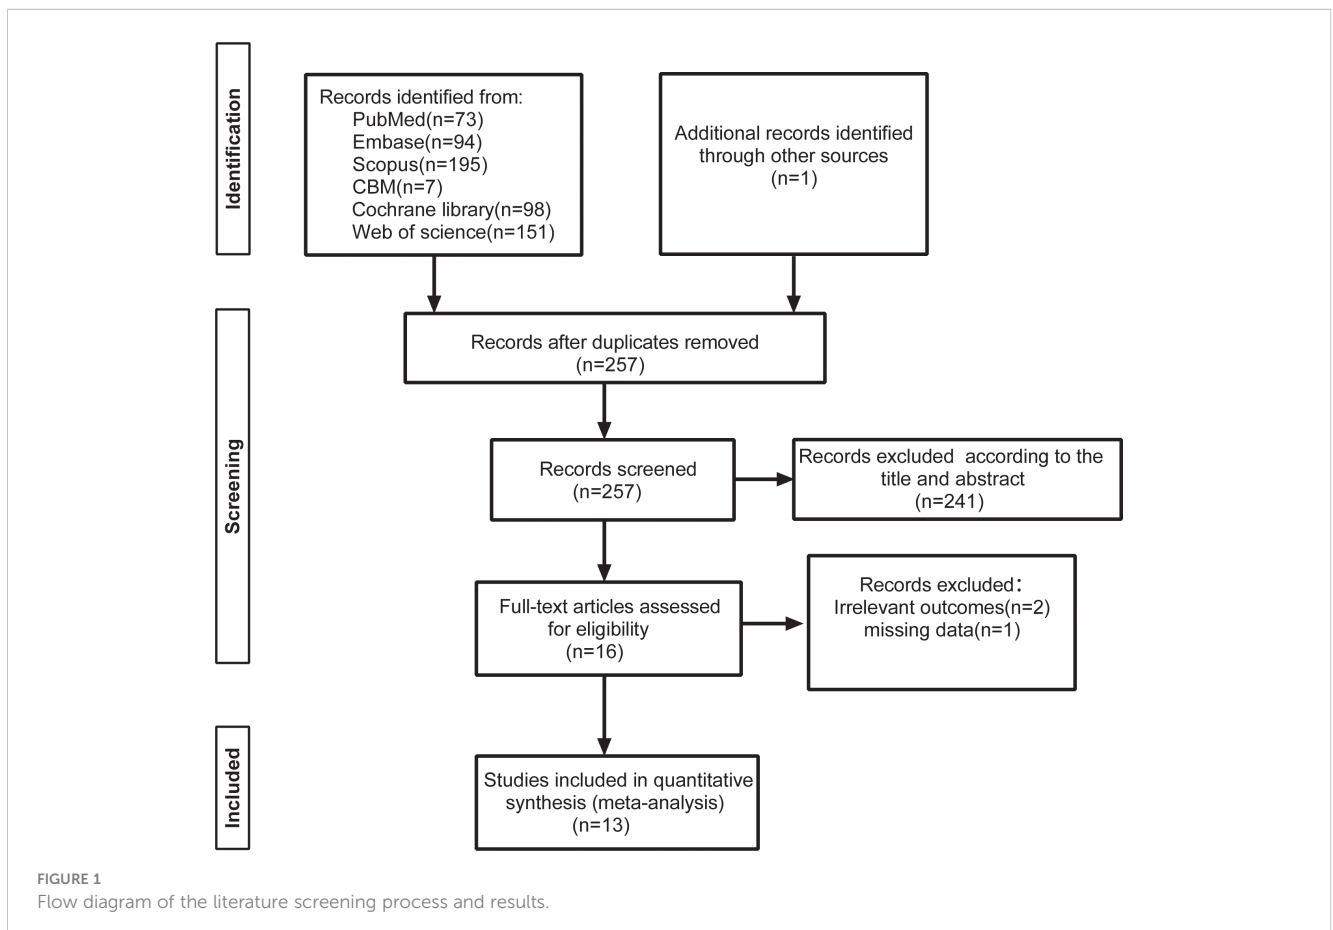 Identification
Records identified from:
PubMed(n=73)
Embase(n=94)
Scopus(n=195)
CBM(n=7)
Cochrane library(n=98)
Web of science(n=151)
Additional records identified
through other sources
(n=1)
Screening
Records after duplicates removed
(n=257)
Records screened
(n=257)
Records excluded  according to the
title and abstract
(n=241)
Full-text articles assessed
for eligibility
(n=16)
Records excluded:
Irrelevant outcomes(n=2)
missing data(n=1)
Included
Studies included in quantitative
synthesis (meta-analysis)
(n=13)
FIGURE 1
Flow diagram of the literature screening process and results.